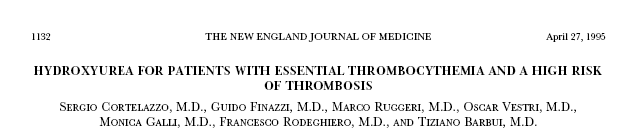 1132 THE NEW ENGLAND JOURNAL OF MEDICINE April 27, 1995
HYDROXYUREA FOR PATIENTS WITH ESSENTIAL THROMBOCYTHEMIA AND A HIGH RISK
OF THROMBOSIS
SERGIO CORTELAZZO, M.D., GUIDO FINAZZI, M.D., MARCO RUGGERI, M.D., OSCAR VESTRI, M.D.,
MONICA GALLI, M.D., FRANCESCO RODEGHIERO, M.D., AND TIZIANO BARBUI, M.D.